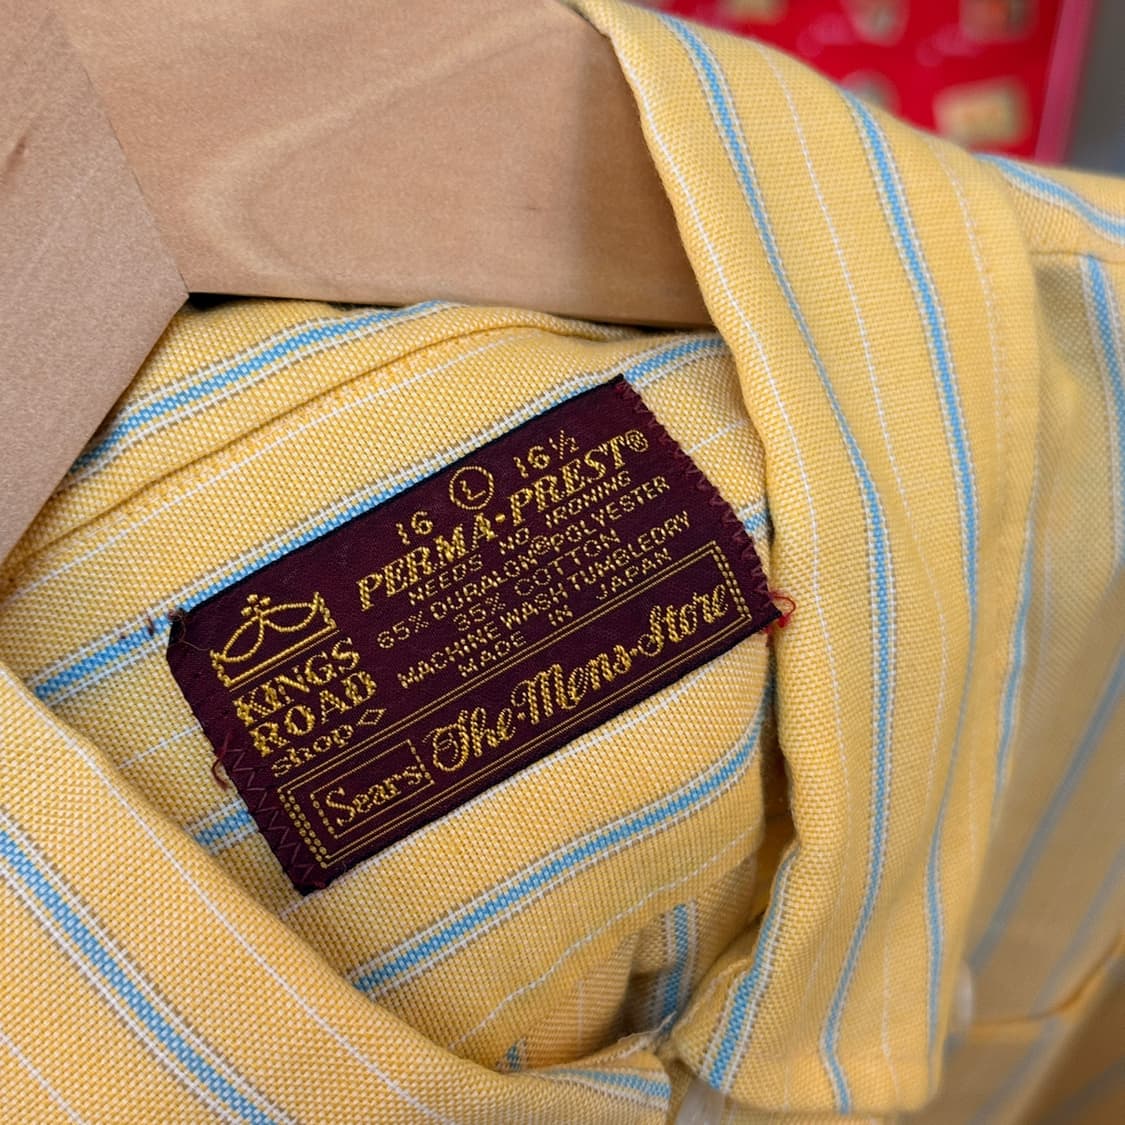 16 L 16½
PERMA-PREST®
NEEDS NO IRONING
65% DURALON® POLYESTER
35% COTTON
MACHINE WASH TUMBLE DRY
MADE IN JAPAN
KINGS
ROAD
shop
Sears The-Mens-Store